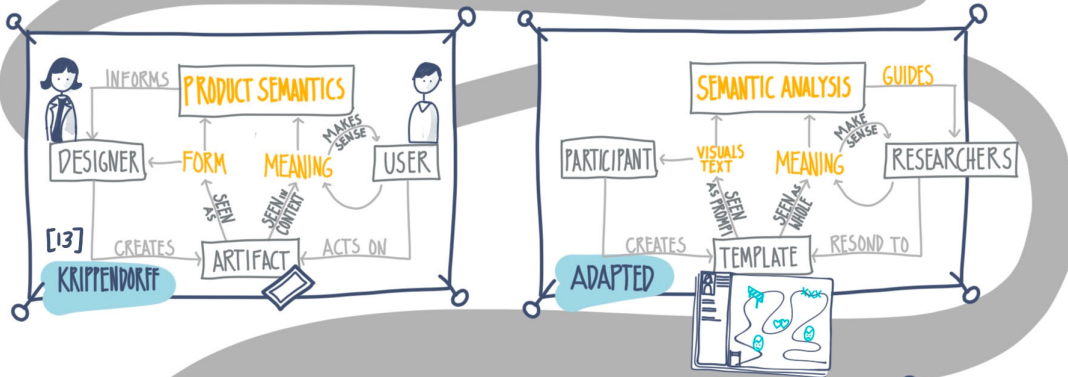 INFORMS
PRODUCT SEMANTICS
MAKES
SENSE
DESIGNER
FORM
MEANING
USER
SEEN
AS
SEEN IN
CONTEXT
[13]
CREATES
ARTIFACT
ACTS ON
KRIPPENDORFF
SEMANTIC ANALYSIS
GUIDES
MAKE
SENSE
PARTICIPANT
VISUALS
TEXT
MEANING
RESEARCHERS
SEEN
AS PROMPT
SEEN AS
WHOLE
CREATES
TEMPLATE
RESOND TO
ADAPTED